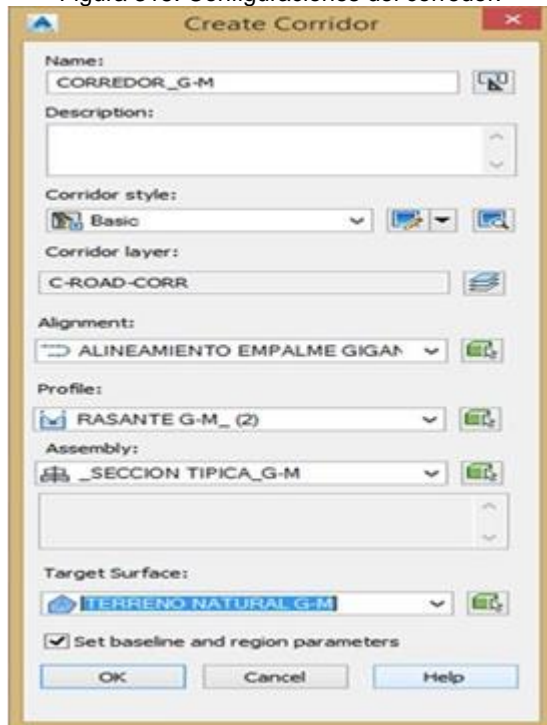 Create Corridor
Name:
CORREDOR_G-M
Description:
Corridor style:
Basic
Corridor layer:
C-ROAD-CORR
Alignment:
ALINEAMIENTO EMPALME GIGAN
Profile:
RASANTE G-M_ (2)
Assembly:
_SECCION TIPICA_G-M
Target Surface:
TERRENO NATURAL G-M
Set baseline and region parameters
OK Cancel Help